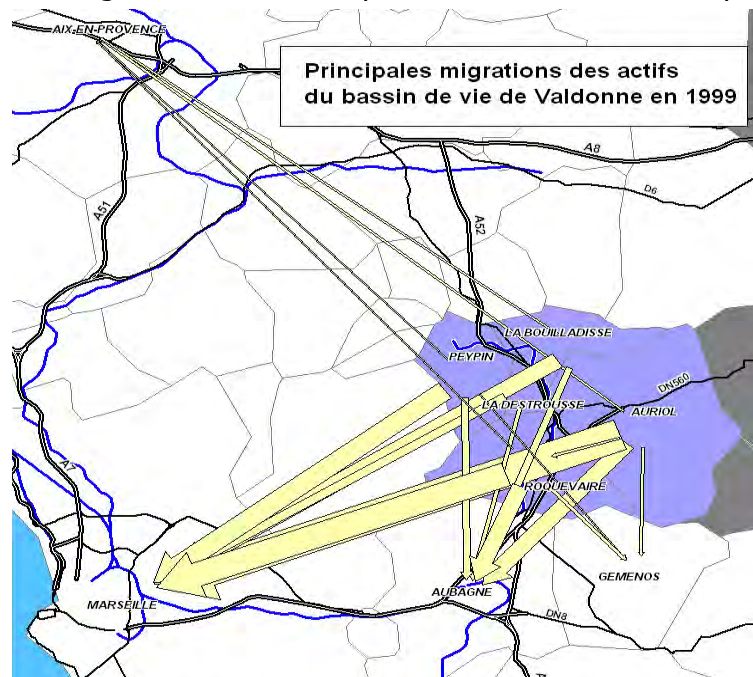 AIX-EN-PROVENCE
Principales migrations des actifs
du bassin de vie de Valdonne en 1999
A8
D6
A51
A52
LA BOUILLADISSE
PEYPIN
DN560
LA DESTROUSSE
AURIOL
A7
ROQUEVAIRE
GEMENOS
AUBAGNE
MARSEILLE
DN8